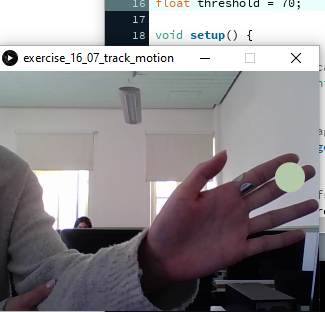 16 float threshold = 70;
17
18 void setup() {
exercise_16_07_track_motion